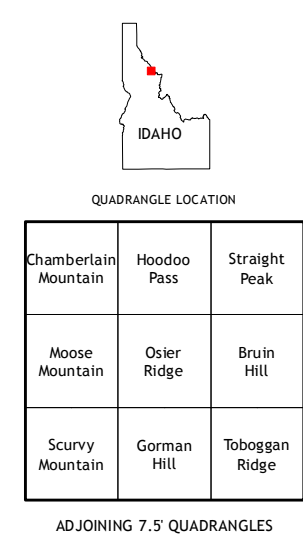 IDAHO
QUADRANGLE LOCATION
Chamberlain
Mountain
Hoodoo
Pass
Straight
Peak
Moose
Mountain
Osier
Ridge
Bruin
Hill
Scurvy
Mountain
Gorman
Hill
Toboggan
Ridge
ADJOINING 7.5' QUADRANGLES